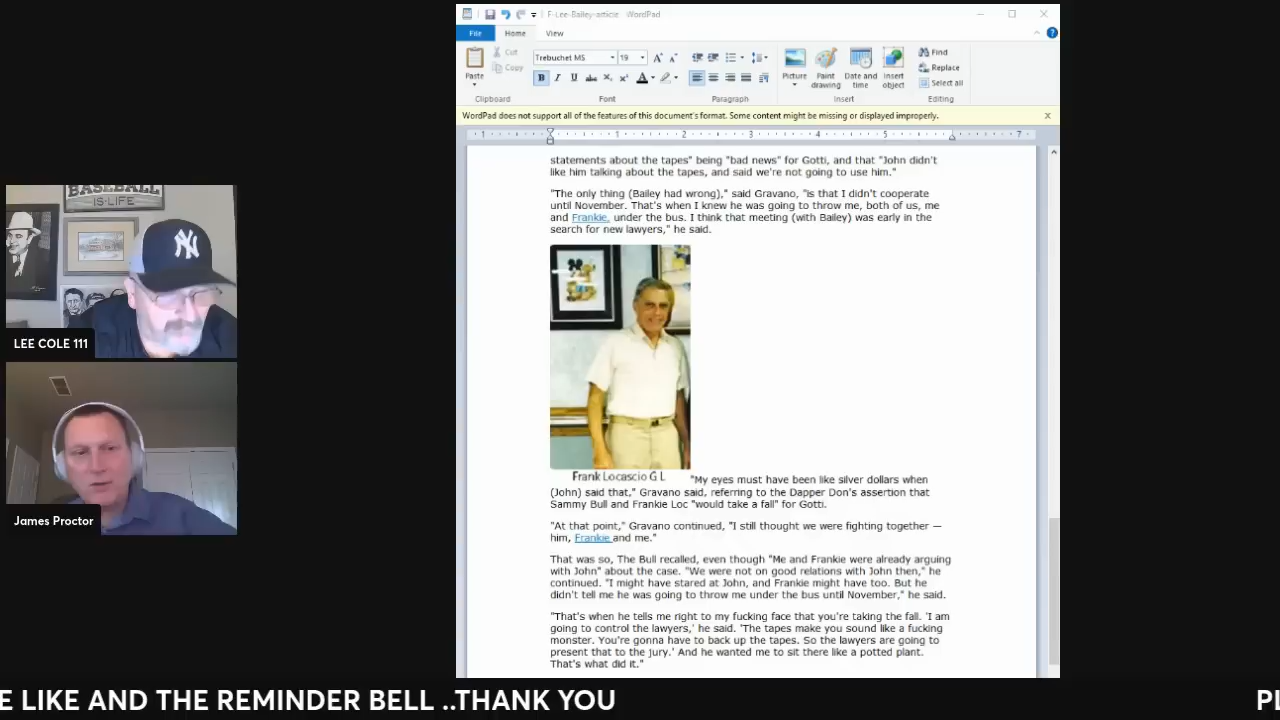 F-Lee-Bailey-article - WordPad
File Home View
Paste
Cut
Copy
Clipboard
Trebuchet MS 19
Font
Paragraph
Picture
Paint drawing
Date and time
Insert object
Insert
Find
Replace
Select all
Editing
WordPad does not support all of the features of this document's format. Some content might be missing or displayed improperly.
1 1 2 3 4 5 7
statements about the tapes" being "bad news" for Gotti, and that "John didn't
like him talking about the tapes, and said we're not going to use him."
"The only thing (Bailey had wrong)," said Gravano, "is that I didn't cooperate
until November. That's when I knew he was going to throw me, both of us, me
and Frankie, under the bus. I think that meeting (with Bailey) was early in the
search for new lawyers," he said.
Frank Locascio G L
"My eyes must have been like silver dollars when
(John) said that," Gravano said, referring to the Dapper Don's assertion that
Sammy Bull and Frankie Loc "would take a fall" for Gotti.
"At that point," Gravano continued, "I still thought we were fighting together —
him, Frankie and me."
That was so, The Bull recalled, even though "Me and Frankie were already arguing
with John" about the case. "We were not on good relations with John then," he
continued. "I might have stared at John, and Frankie might have too. But he
didn't tell me he was going to throw me under the bus until November," he said.
"That's when he tells me right to my fucking face that you're taking the fall. 'I am
going to control the lawyers,' he said. 'The tapes make you sound like a fucking
monster. You're gonna have to back up the tapes. So the lawyers are going to
present that to the jury.' And he wanted me to sit there like a potted plant.
That's what did it."
BASEBALL
IS LIFE
NY
LEE COLE 111
James Proctor
E LIKE AND THE REMINDER BELL ..THANK YOU
PL